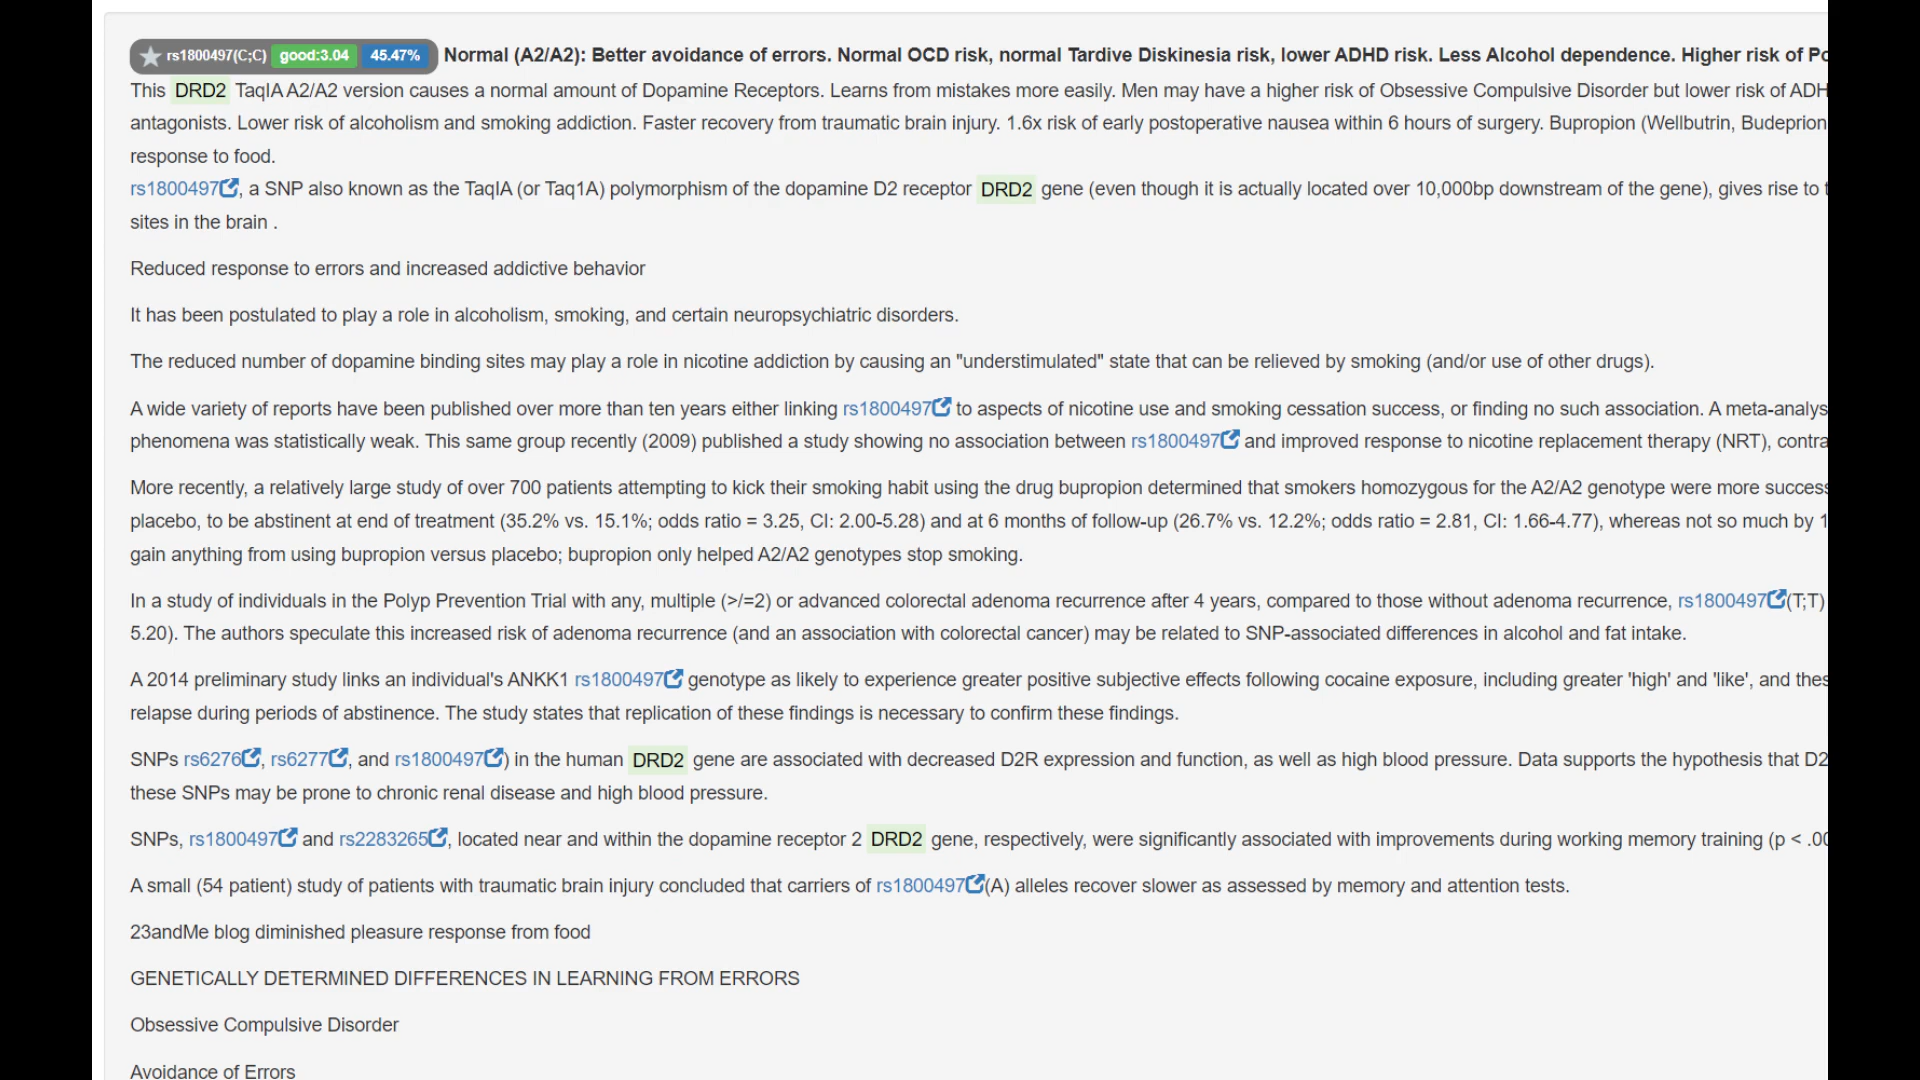 rs1800497(C;C) good:3.04 45.47% Normal (A2/A2): Better avoidance of errors. Normal OCD risk, normal Tardive Diskinesia risk, lower ADHD risk. Less Alcohol dependence. Higher risk of
This DRD2 TaqIA A2/A2 version causes a normal amount of Dopamine Receptors. Learns from mistakes more easily. Men may have a higher risk of Obsessive Compulsive Disorder but lower risk of ADH
antagonists. Lower risk of alcoholism and smoking addiction. Faster recovery from traumatic brain injury. 1.6x risk of early postoperative nausea within 6 hours of surgery. Bupropion (Wellbutrin, Budeprion
response to food.
rs1800497, a SNP also known as the TaqIA (or Taq1A) polymorphism of the dopamine D2 receptor DRD2 gene (even though it is actually located over 10,000bp downstream of the gene), gives rise to
sites in the brain .
Reduced response to errors and increased addictive behavior
It has been postulated to play a role in alcoholism, smoking, and certain neuropsychiatric disorders.
The reduced number of dopamine binding sites may play a role in nicotine addiction by causing an "understimulated" state that can be relieved by smoking (and/or use of other drugs).
A wide variety of reports have been published over more than ten years either linking rs1800497 to aspects of nicotine use and smoking cessation success, or finding no such association. A meta-analys
phenomena was statistically weak. This same group recently (2009) published a study showing no association between rs1800497 and improved response to nicotine replacement therapy (NRT), contra
More recently, a relatively large study of over 700 patients attempting to kick their smoking habit using the drug bupropion determined that smokers homozygous for the A2/A2 genotype were more success
placebo, to be abstinent at end of treatment (35.2% vs. 15.1%; odds ratio = 3.25, CI: 2.00-5.28) and at 6 months of follow-up (26.7% vs. 12.2%; odds ratio = 2.81, CI: 1.66-4.77), whereas not so much by 1
gain anything from using bupropion versus placebo; bupropion only helped A2/A2 genotypes stop smoking.
In a study of individuals in the Polyp Prevention Trial with any, multiple (>/=2) or advanced colorectal adenoma recurrence after 4 years, compared to those without adenoma recurrence, rs1800497(T;T)
5.20). The authors speculate this increased risk of adenoma recurrence (and an association with colorectal cancer) may be related to SNP-associated differences in alcohol and fat intake.
A 2014 preliminary study links an individual's ANKK1 rs1800497 genotype as likely to experience greater positive subjective effects following cocaine exposure, including greater 'high' and 'like', and thes
relapse during periods of abstinence. The study states that replication of these findings is necessary to confirm these findings.
SNPs rs6276, rs6277, and rs1800497) in the human DRD2 gene are associated with decreased D2R expression and function, as well as high blood pressure. Data supports the hypothesis that D2
these SNPs may be prone to chronic renal disease and high blood pressure.
SNPs, rs1800497 and rs2283265, located near and within the dopamine receptor 2 DRD2 gene, respectively, were significantly associated with improvements during working memory training (p < .00
A small (54 patient) study of patients with traumatic brain injury concluded that carriers of rs1800497(A) alleles recover slower as assessed by memory and attention tests.
23andMe blog diminished pleasure response from food
GENETICALLY DETERMINED DIFFERENCES IN LEARNING FROM ERRORS
Obsessive Compulsive Disorder
Avoidance of Errors